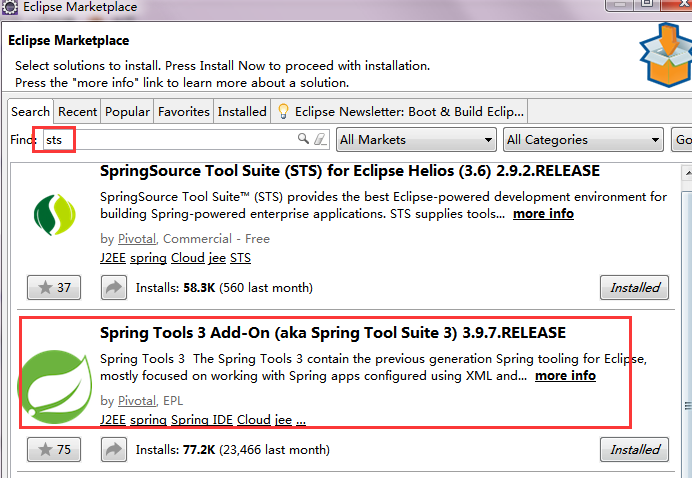 Eclipse Marketplace
Eclipse Marketplace
Select solutions to install. Press Install Now to proceed with installation.
Press the "more info" link to learn more about a solution.
Search Recent Popular Favorites Installed Eclipse Newsletter: Boot & Build Eclip...
Find: sts All Markets All Categories Go
SpringSource Tool Suite (STS) for Eclipse Helios (3.6) 2.9.2.RELEASE
SpringSource Tool Suite™ (STS) provides the best Eclipse-powered development environment for
building Spring-powered enterprise applications. STS supplies tools... more info
by Pivotal, Commercial - Free
J2EE spring Cloud jee STS
37 Installs: 58.3K (560 last month) Installed
Spring Tools 3 Add-On (aka Spring Tool Suite 3) 3.9.7.RELEASE
Spring Tools 3 The Spring Tools 3 contain the previous generation Spring tooling for Eclipse,
mostly focused on working with Spring apps configured using XML and... more info
by Pivotal, EPL
J2EE spring Spring IDE Cloud jee ...
75 Installs: 77.2K (23,466 last month) Installed